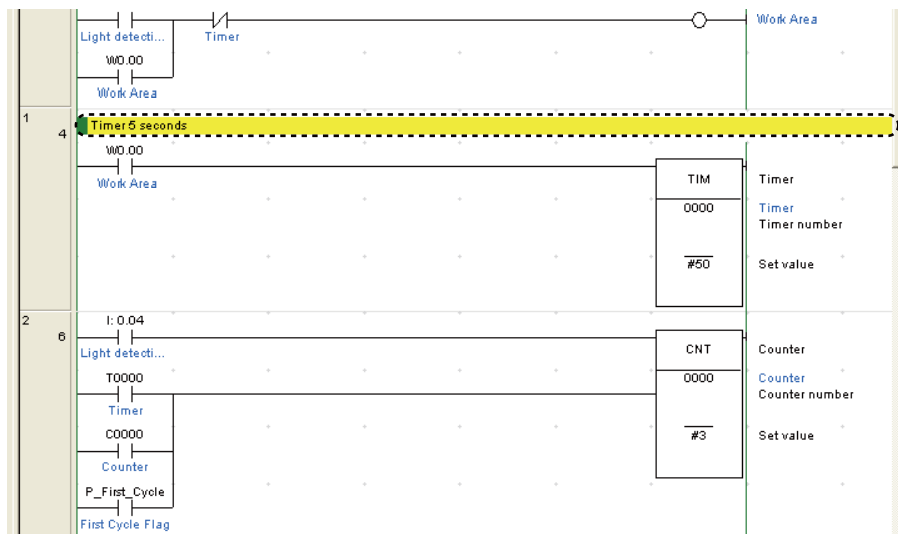 Work Area
Light detecti...
Timer
W0.00
Work Area
1
4
Timer 5 seconds
W0.00
Work Area
TIM
Timer
0000
Timer
Timer number
#50
Set value
2
6
I: 0.04
Light detecti...
CNT
Counter
T0000
0000
Counter
Timer
Counter number
C0000
#3
Set value
Counter
P_First_Cycle
First Cycle Flag